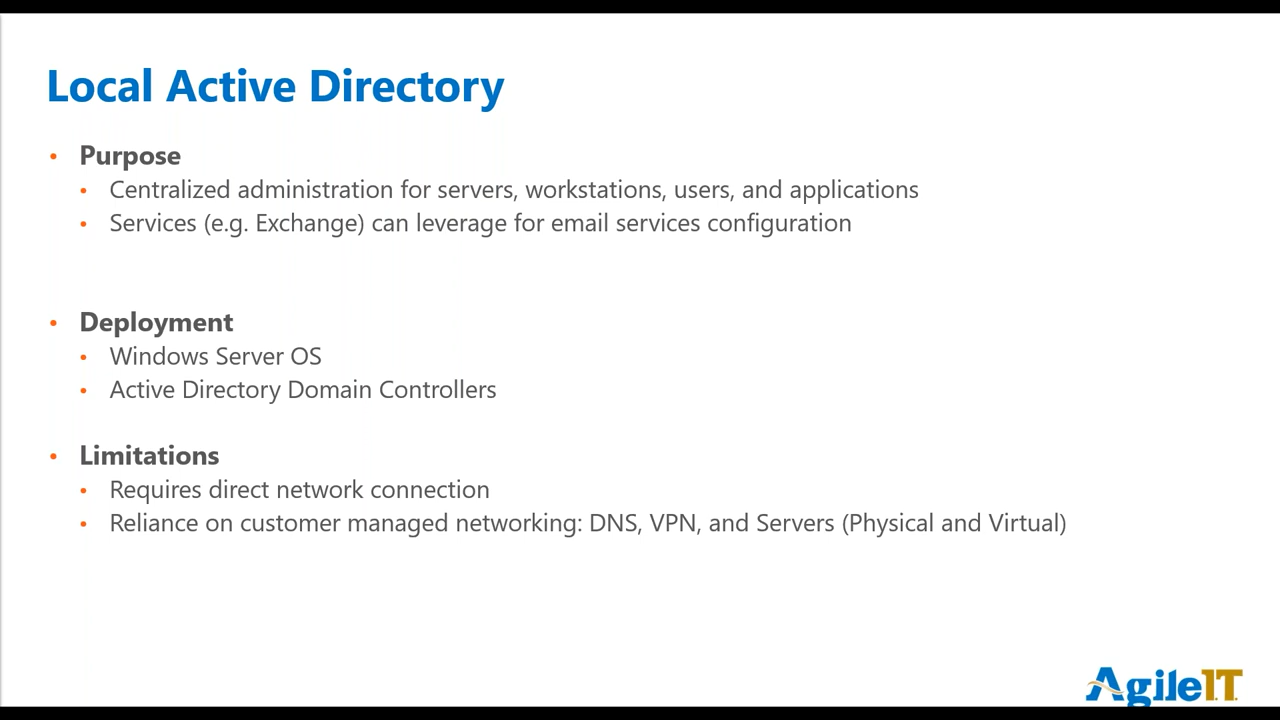 Local Active Directory
• Purpose
• Centralized administration for servers, workstations, users, and applications
• Services (e.g. Exchange) can leverage for email services configuration
• Deployment
• Windows Server OS
• Active Directory Domain Controllers
• Limitations
• Requires direct network connection
• Reliance on customer managed networking: DNS, VPN, and Servers (Physical and Virtual)
AgileIT